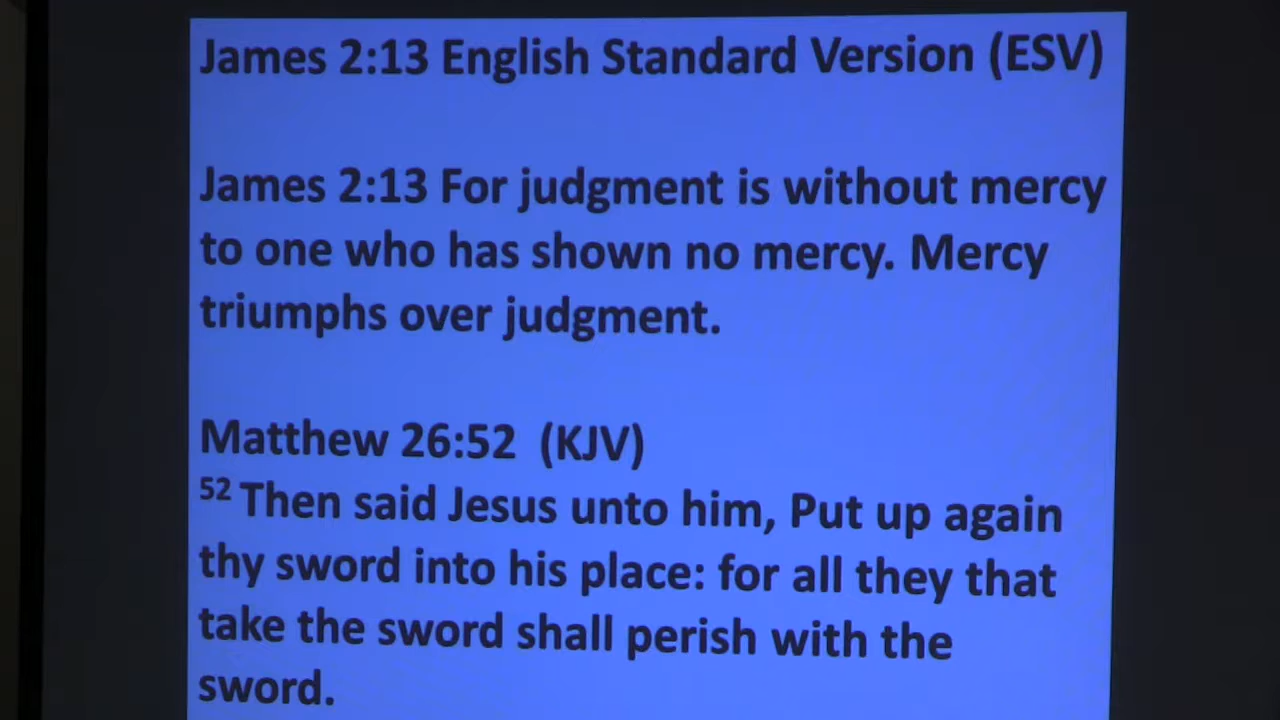 James 2:13 English Standard Version (ESV)
James 2:13 For judgment is without mercy
to one who has shown no mercy. Mercy
triumphs over judgment.
Matthew 26:52 (KJV)
52 Then said Jesus unto him, Put up again
thy sword into his place: for all they that
take the sword shall perish with the
sword.